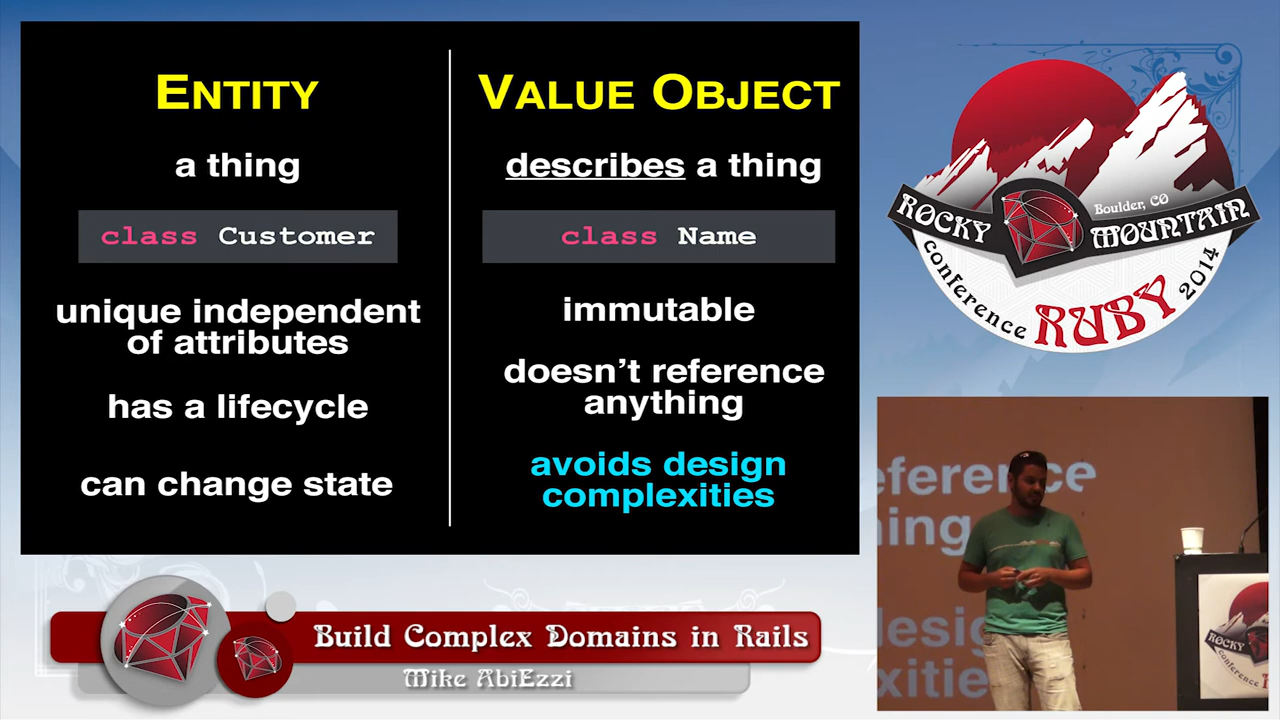 ENTITY
a thing
class Customer
unique independent
of attributes
has a lifecycle
can change state
VALUE OBJECT
describes a thing
class Name
immutable
doesn't reference
anything
avoids design
complexities
Boulder, CO
ROCKY MOUNTAIN
conference RUBY 2014
eference
ing
desig
xitie
ROCKY
conference
Build Complex Domains in Rails
Mike AbiEzzi